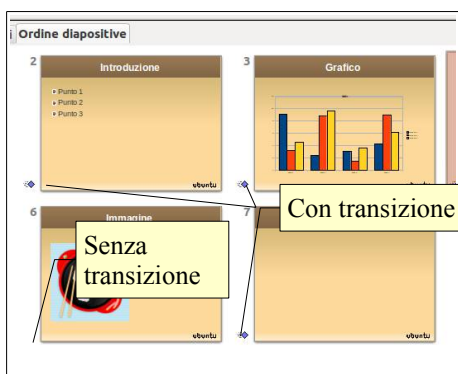 i Ordine diapositive
2
Introduzione
Punto 1
Punto 2
Punto 3
ubuntu
3
Grafico
ubuntu
Con transizione
6
Immagine
Senza
transizione
ubuntu
7
ubuntu